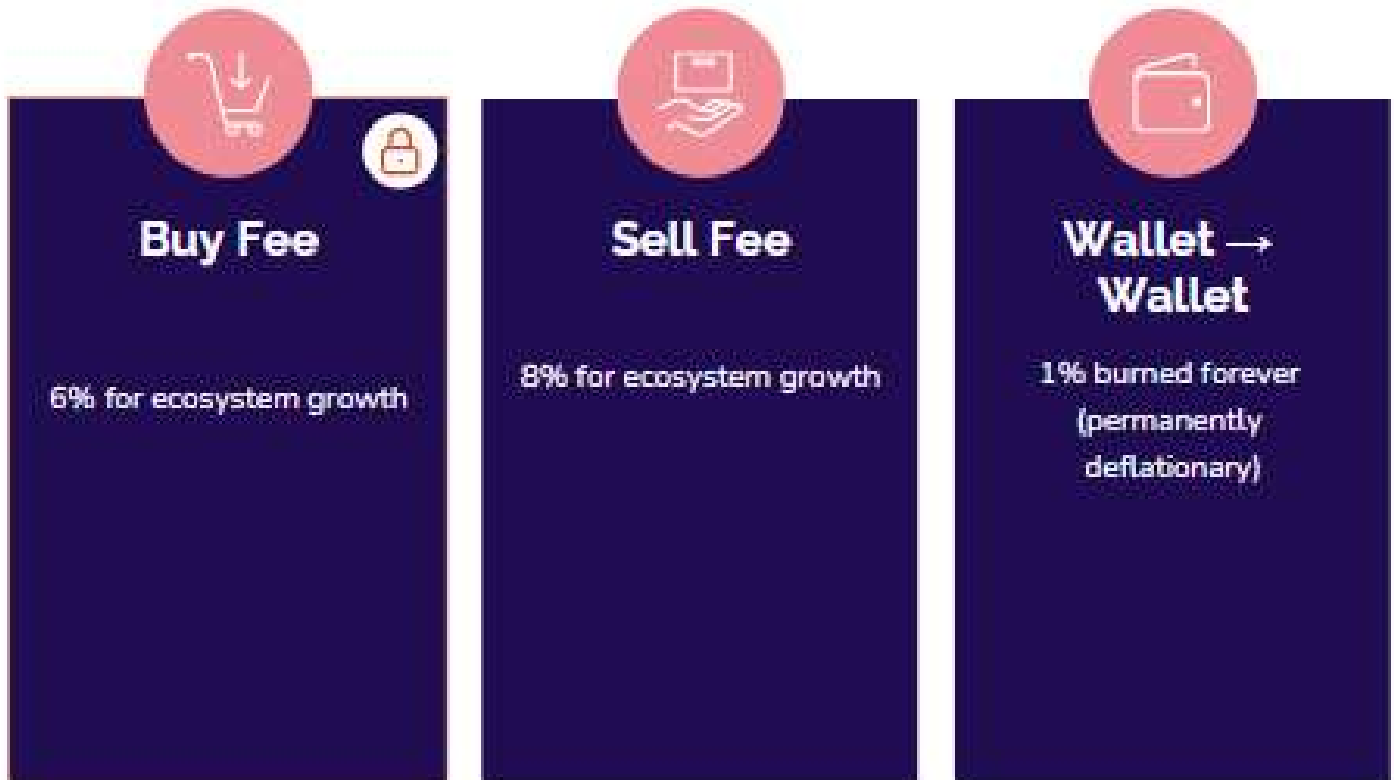 Buy Fee
6% for ecosystem growth
Sell Fee
8% for ecosystem growth
Wallet →
Wallet
1% burned forever
(permanently
deflationary)